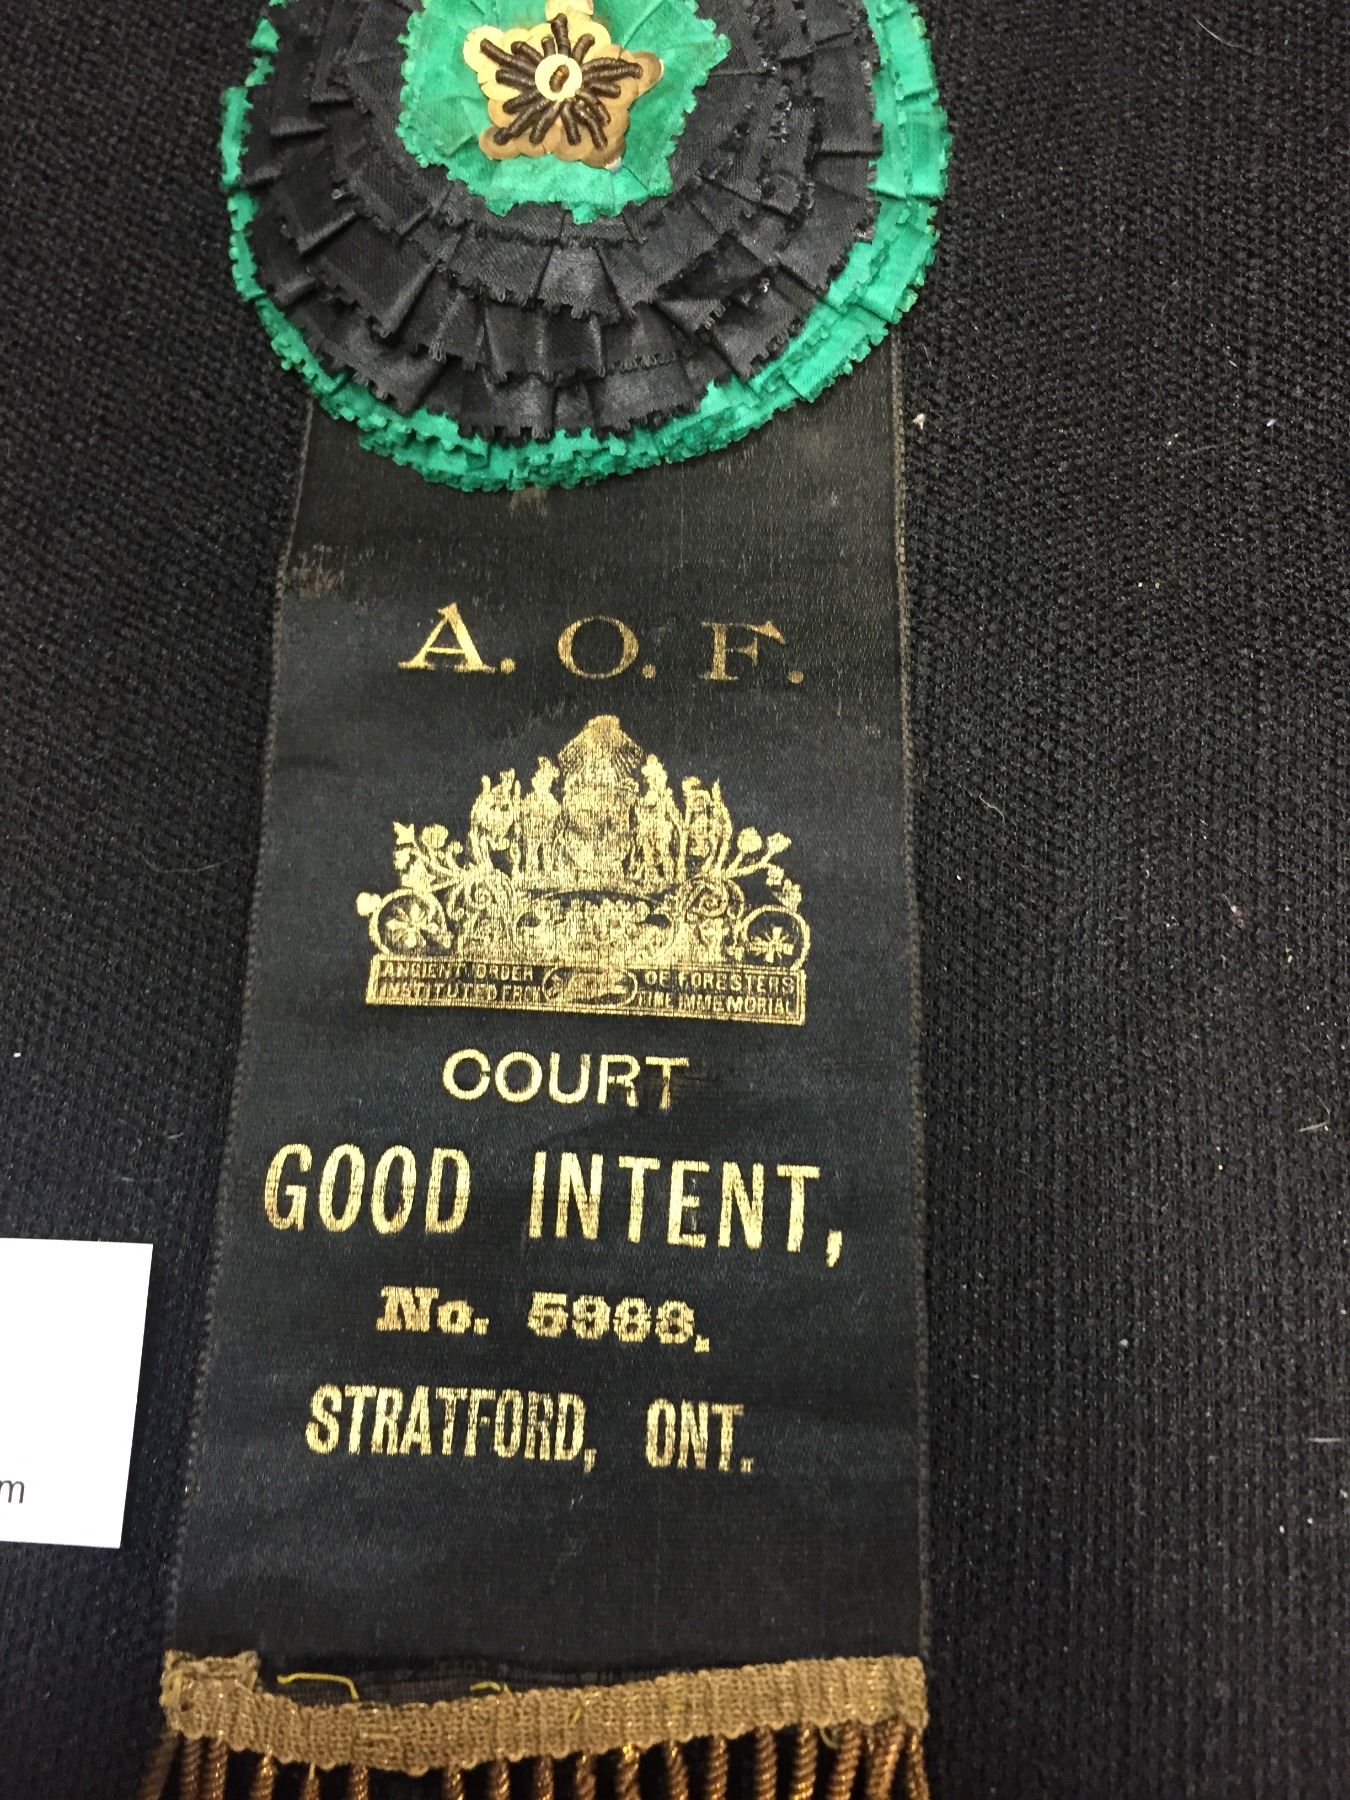 A. O. F.
ANCIENT ORDER OF FORESTERS
INSTITUTED FROM TIME IMMEMORIAL
COURT
GOOD INTENT,
No. 5988.
STRATFORD, ONT.
m